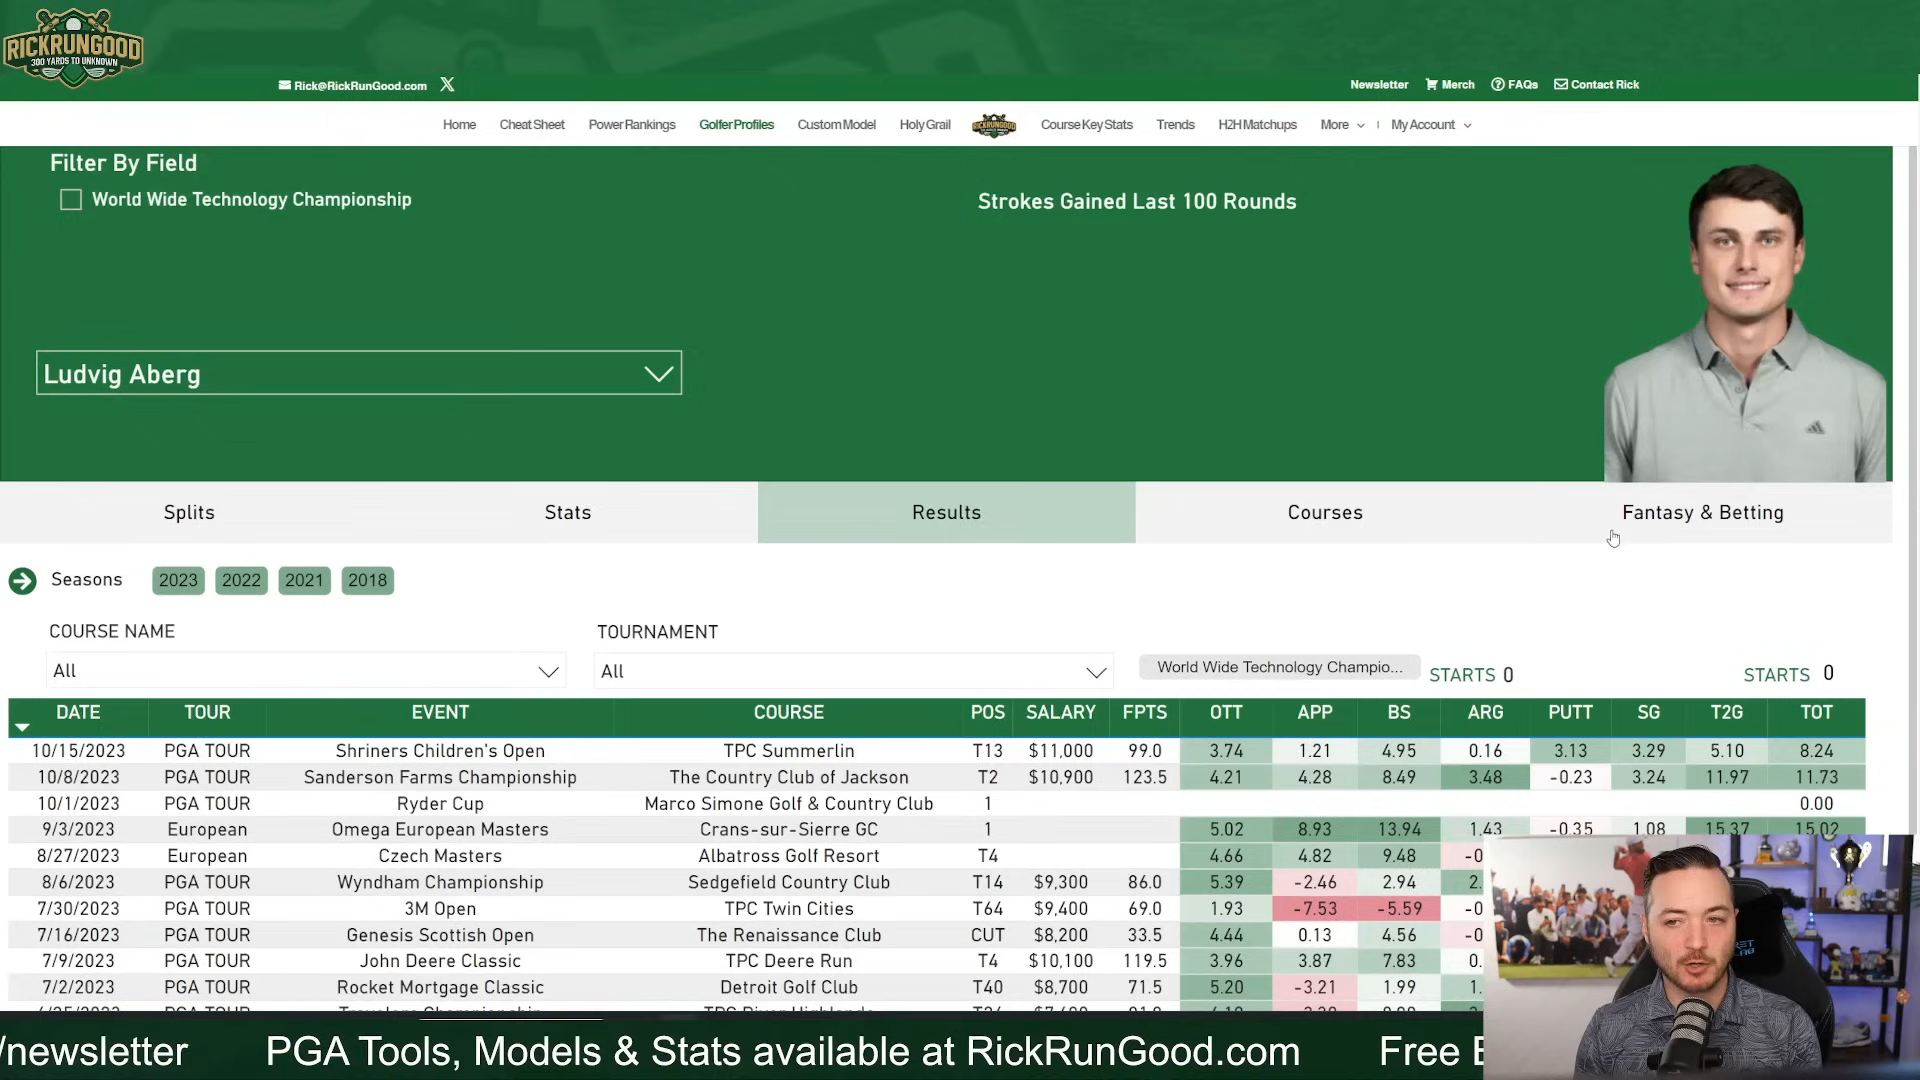 RICKRUNGOOD
300 YARDS TO UNKNOWN
Rick@RickRunGood.com
Newsletter Merch FAQs Contact Rick
Home Cheat Sheet Power Rankings Golfer Profiles Custom Model Holy Grail RICKRUNGOOD Course Key Stats Trends H2H Matchups More My Account
Filter By Field
World Wide Technology Championship
Strokes Gained Last 100 Rounds
Ludvig Aberg
Splits Stats Results Courses Fantasy & Betting
Seasons 2023 2022 2021 2018
COURSE NAME TOURNAMENT
All All World Wide Technology Champio... STARTS 0 STARTS 0
DATE TOUR EVENT COURSE POS SALARY FPTS OTT APP BS ARG PUTT SG T2G TOT
10/15/2023 PGA TOUR Shriners Children's Open TPC Summerlin T13 $11,000 99.0 3.74 1.21 4.95 0.16 3.13 3.29 5.10 8.24
10/8/2023 PGA TOUR Sanderson Farms Championship The Country Club of Jackson T2 $10,900 123.5 4.21 4.28 8.49 3.48 -0.23 3.24 11.97 11.73
10/1/2023 PGA TOUR Ryder Cup Marco Simone Golf & Country Club 1 0.00
9/3/2023 European Omega European Masters Crans-sur-Sierre GC 1 5.02 8.93 13.94 1.43 -0.35 1.08 15.37 15.02
8/27/2023 European Czech Masters Albatross Golf Resort T4 4.66 4.82 9.48 -0
8/6/2023 PGA TOUR Wyndham Championship Sedgefield Country Club T14 $9,300 86.0 5.39 -2.46 2.94 2.
7/30/2023 PGA TOUR 3M Open TPC Twin Cities T64 $9,400 69.0 1.93 -7.53 -5.59 -0
7/16/2023 PGA TOUR Genesis Scottish Open The Renaissance Club CUT $8,200 33.5 4.44 0.13 4.56 -0
7/9/2023 PGA TOUR John Deere Classic TPC Deere Run T4 $10,100 119.5 3.96 3.87 7.83 0.
7/2/2023 PGA TOUR Rocket Mortgage Classic Detroit Golf Club T40 $8,700 71.5 5.20 -3.21 1.99 1.
/newsletter PGA Tools, Models & Stats available at RickRunGood.com Free